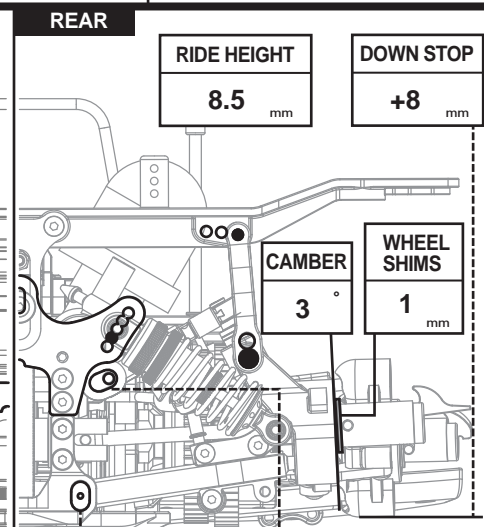 REAR
RIDE HEIGHT
8.5 mm
DOWN STOP
+8 mm
CAMBER
3 °
WHEEL
SHIMS
1 mm